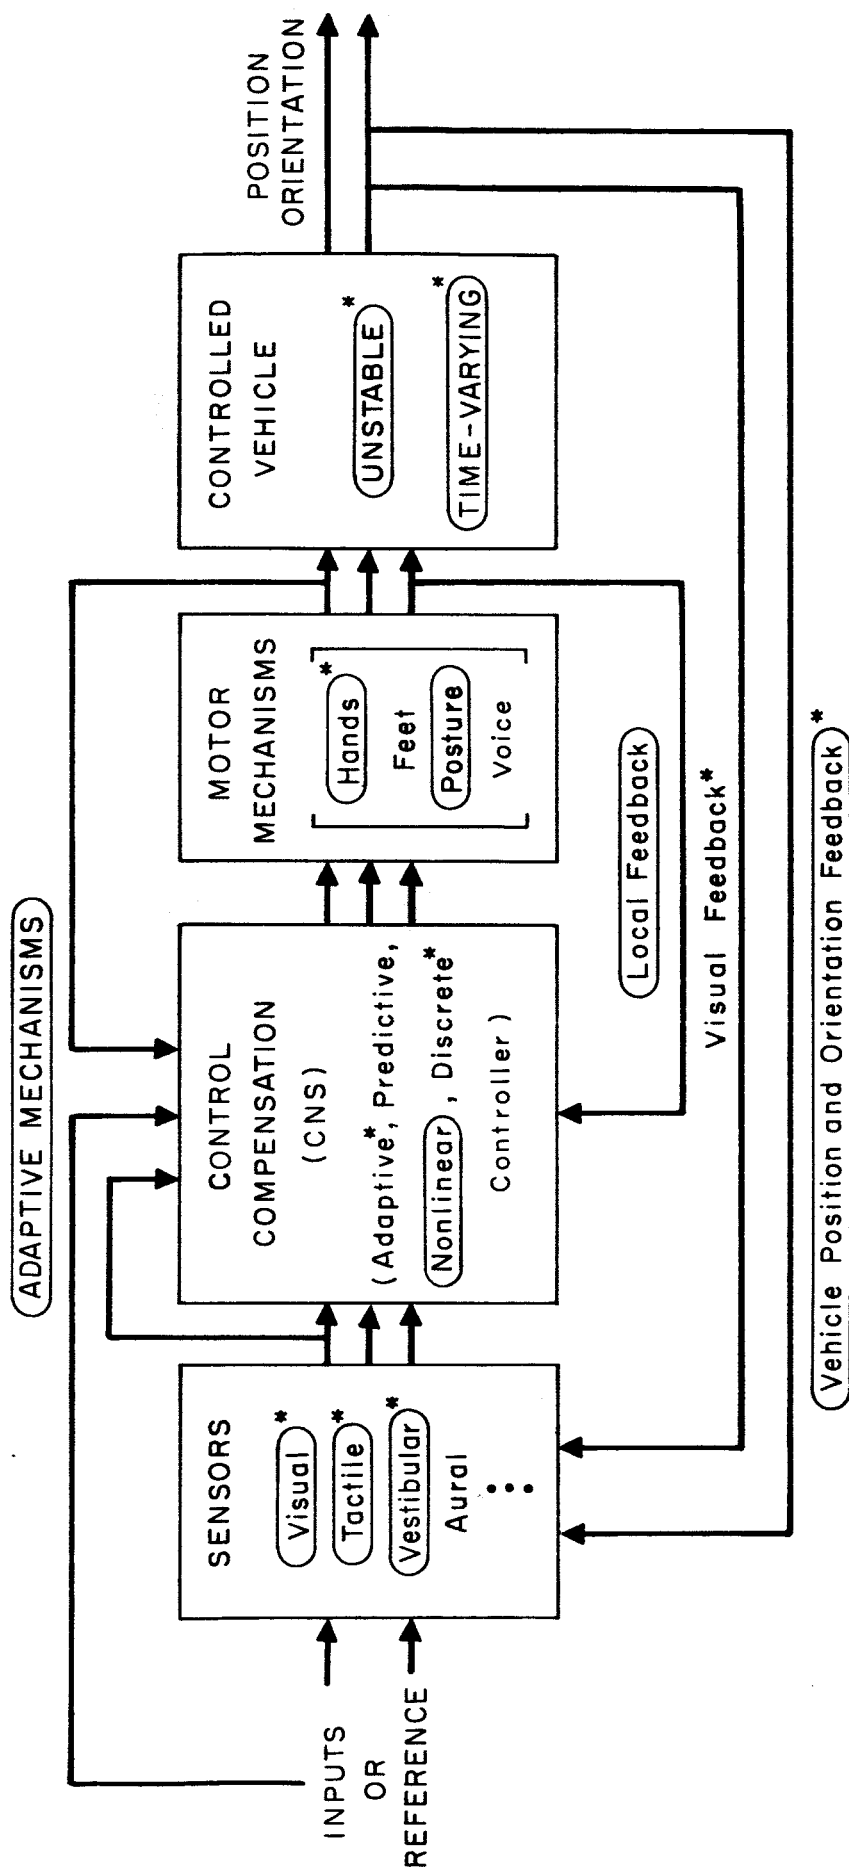 ADAPTIVE MECHANISMS
INPUTS
OR
REFERENCE
SENSORS
Visual*
Tactile*
Vestibular*
Aural
...
CONTROL
COMPENSATION
(CNS)
(Adaptive*, Predictive,
Nonlinear, Discrete*
Controller)
MOTOR
MECHANISMS
Hands*
Feet
Posture
Voice
CONTROLLED
VEHICLE
UNSTABLE*
TIME-VARYING*
POSITION
ORIENTATION
Local Feedback
Visual Feedback*
Vehicle Position and Orientation Feedback*